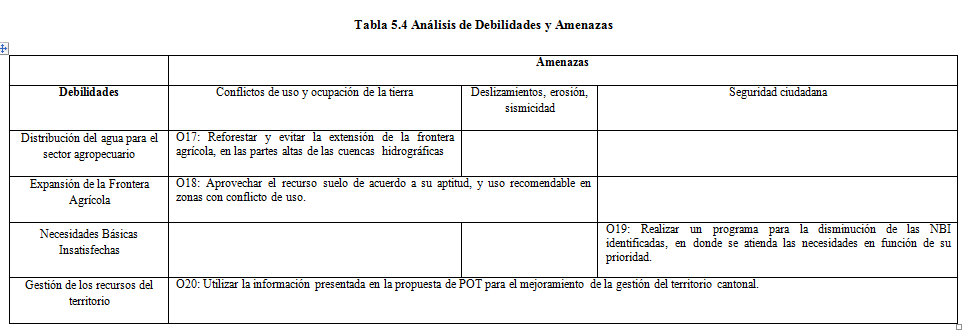 Tabla 5.4 Análisis de Debilidades y Amenazas
Amenazas
Debilidades
Conflictos de uso y ocupación de la tierra
Deslizamientos, erosión,
sismicidad
Seguridad ciudadana
Distribución del agua para el
sector agropecuario
O17: Reforestar y evitar la extensión de la frontera
agrícola, en las partes altas de las cuencas hidrográficas
Expansión de la Frontera
Agrícola
O18: Aprovechar el recurso suelo de acuerdo a su aptitud, y uso recomendable en
zonas con conflicto de uso.
Necesidades Básicas
Insatisfechas
O19: Realizar un programa para la disminución de las NBI
identificadas, en donde se atienda las necesidades en función de su
prioridad.
Gestión de los recursos del
territorio
O20: Utilizar la información presentada en la propuesta de POT para el mejoramiento de la gestión del territorio cantonal.